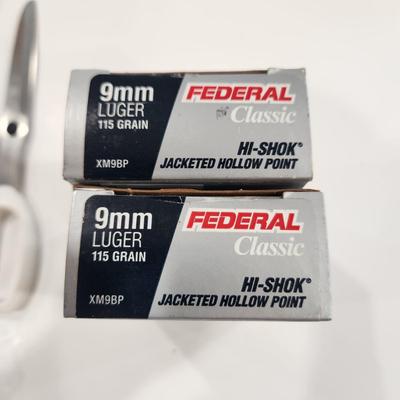 9mm
LUGER
115 GRAIN
XM9BP
FEDERAL
Classic
HI-SHOK®
JACKETED HOLLOW POINT
9mm
LUGER
115 GRAIN
XM9BP
FEDERAL
Classic
HI-SHOK®
JACKETED HOLLOW POINT